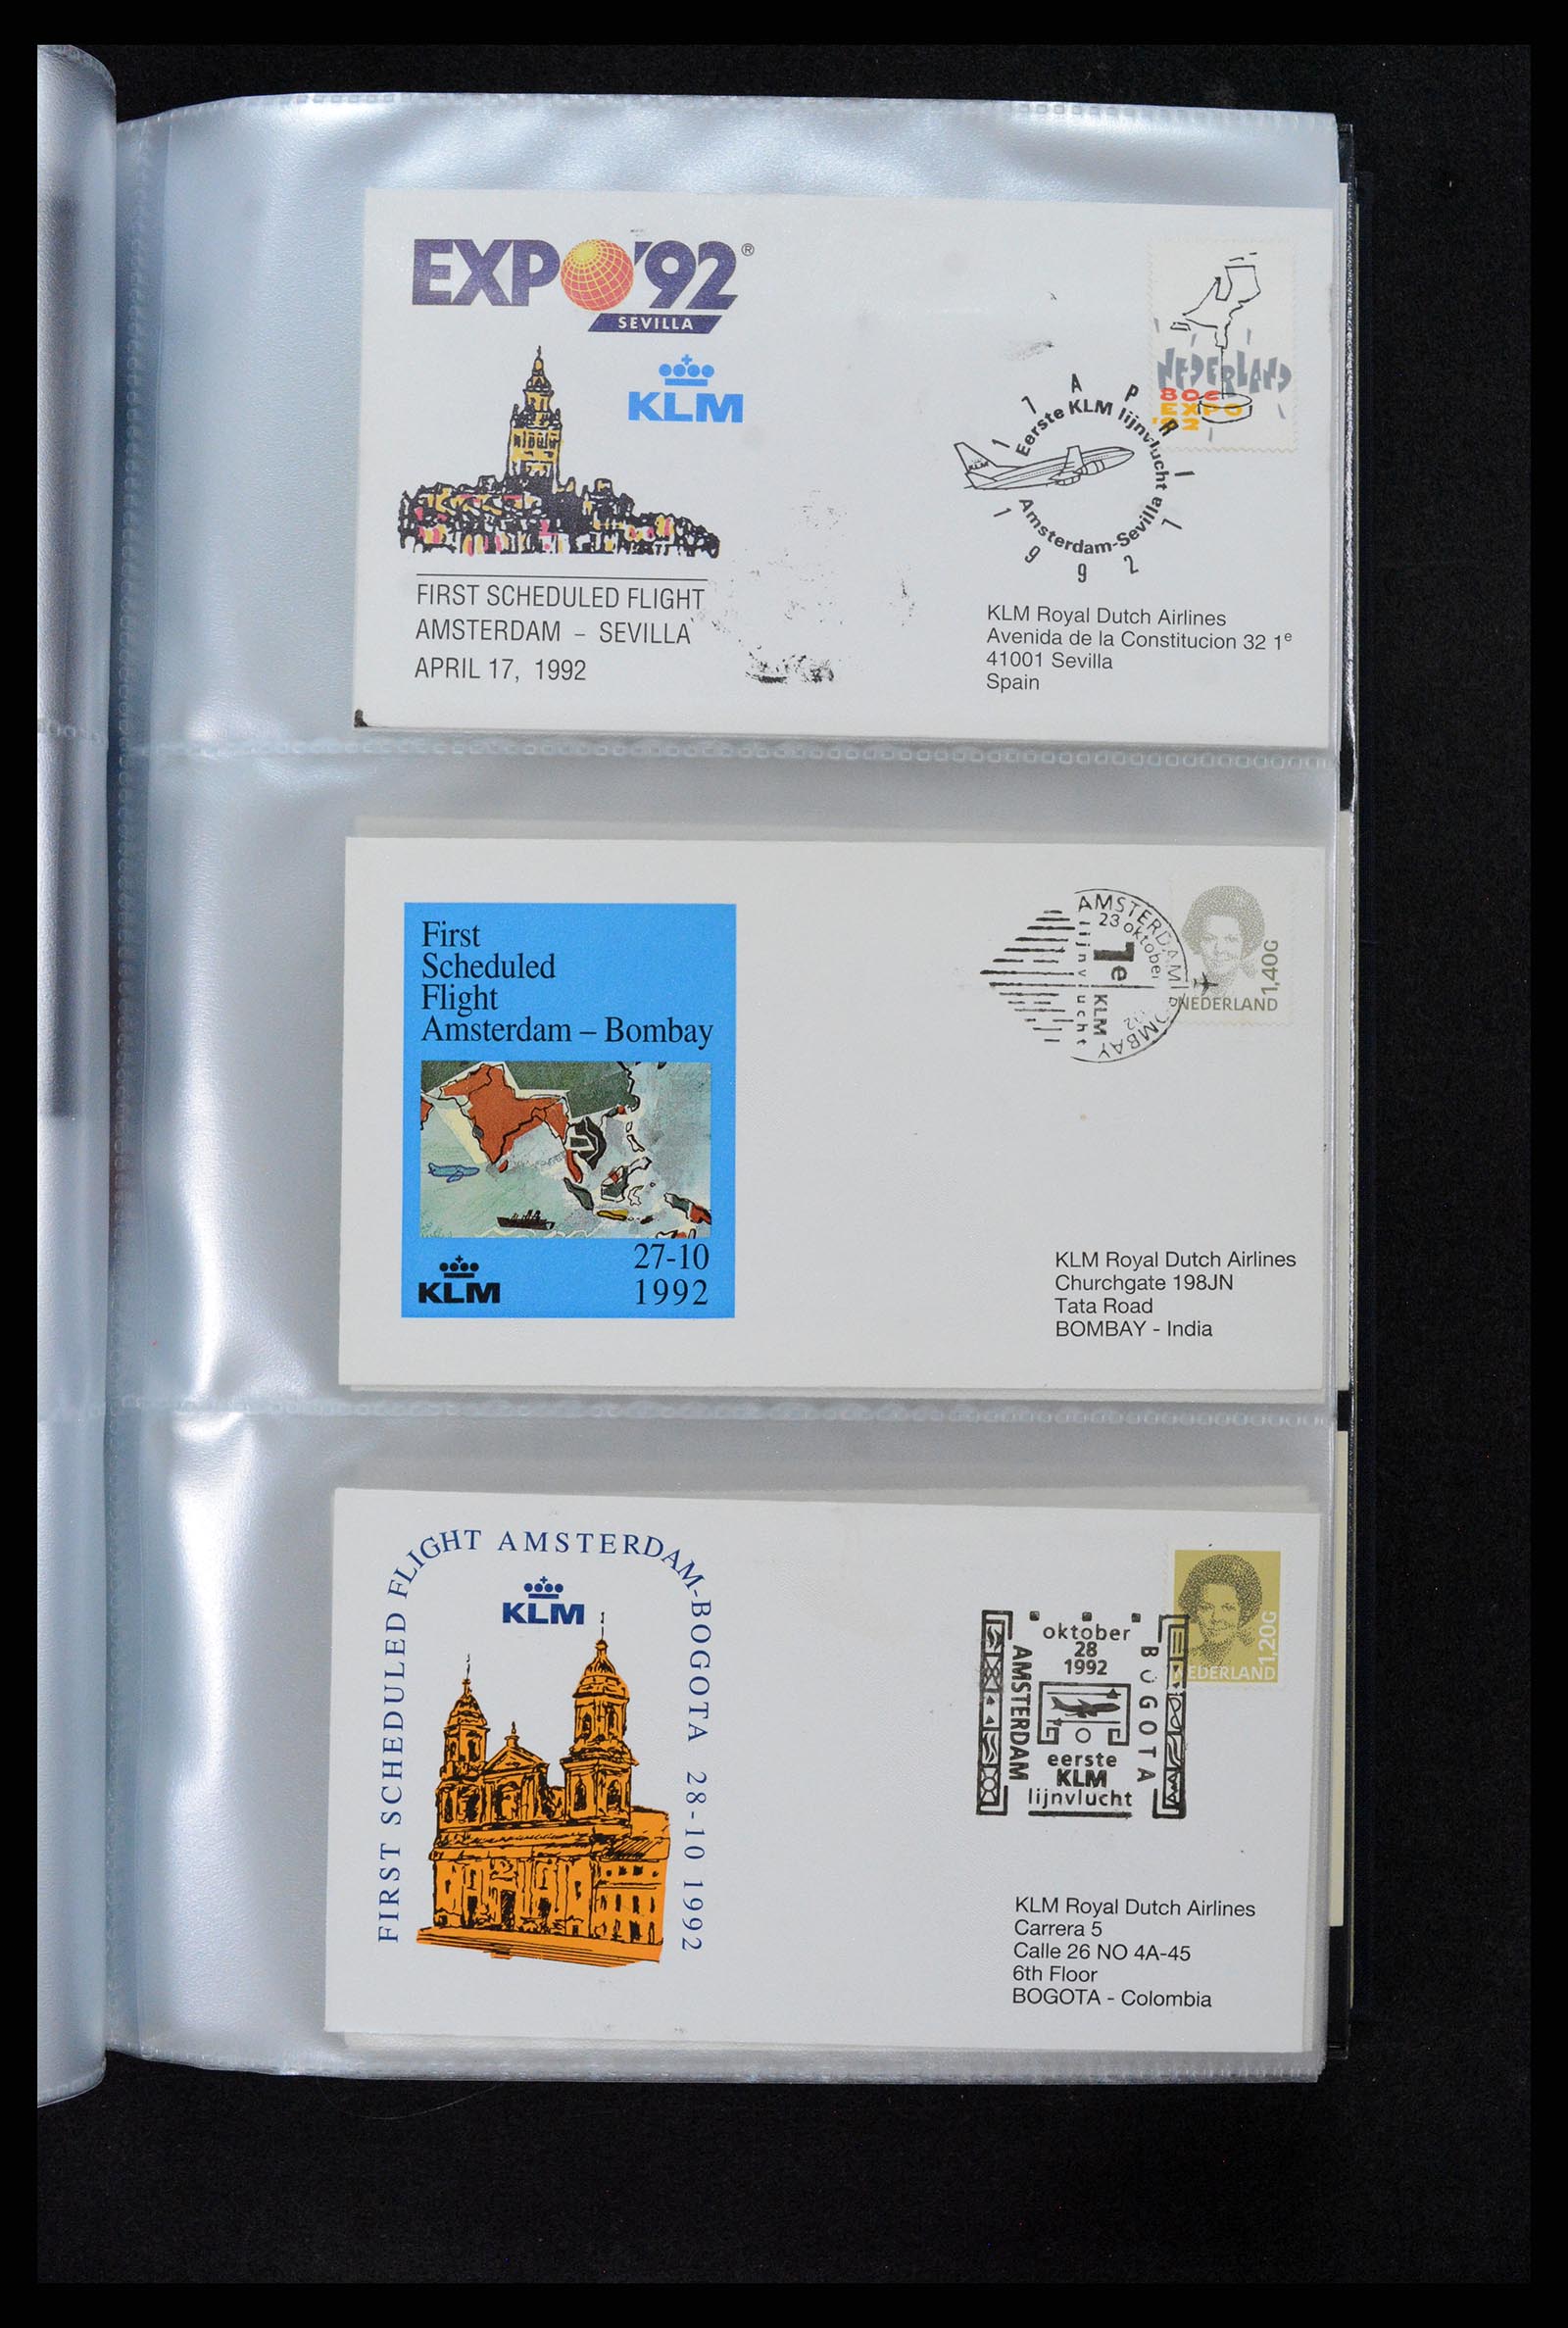 EXPO '92®
SEVILLA
KLM
FIRST SCHEDULED FLIGHT
AMSTERDAM – SEVILLA
APRIL 17, 1992
NEDERLAND
80c
EXPO
'92
17 APRIL 1992
Eerste KLM lijnvlucht
Amsterdam-Sevilla
KLM
KLM Royal Dutch Airlines
Avenida de la Constitucion 32 1e
41001 Sevilla
Spain
First
Scheduled
Flight
Amsterdam – Bombay
27-10
1992
KLM
AMSTERDAM
23 oktober
1e
KLM
lijnvlucht
BOMBAY
1,40G
NEDERLAND
KLM Royal Dutch Airlines
Churchgate 198JN
Tata Road
BOMBAY - India
FIRST SCHEDULED FLIGHT AMSTERDAM-BOGOTA 28-10 1992
KLM
oktober
28
1992
AMSTERDAM
BOGOTA
eerste
KLM
lijnvlucht
1,20G
NEDERLAND
KLM Royal Dutch Airlines
Carrera 5
Calle 26 NO 4A-45
6th Floor
BOGOTA - Colombia